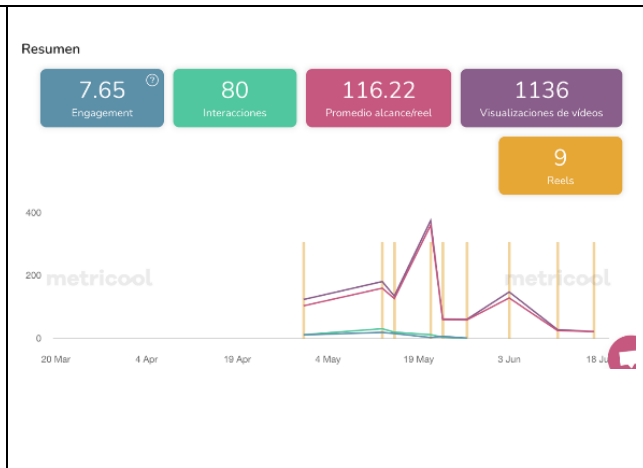 Resumen
7.65
?
Engagement
80
Interacciones
116.22
Promedio alcance/reel
1136
Visualizaciones de vídeos
9
Reels
400
200
0
metricool
metricool
20 Mar
4 Apr
19 Apr
4 May
19 May
3 Jun
18